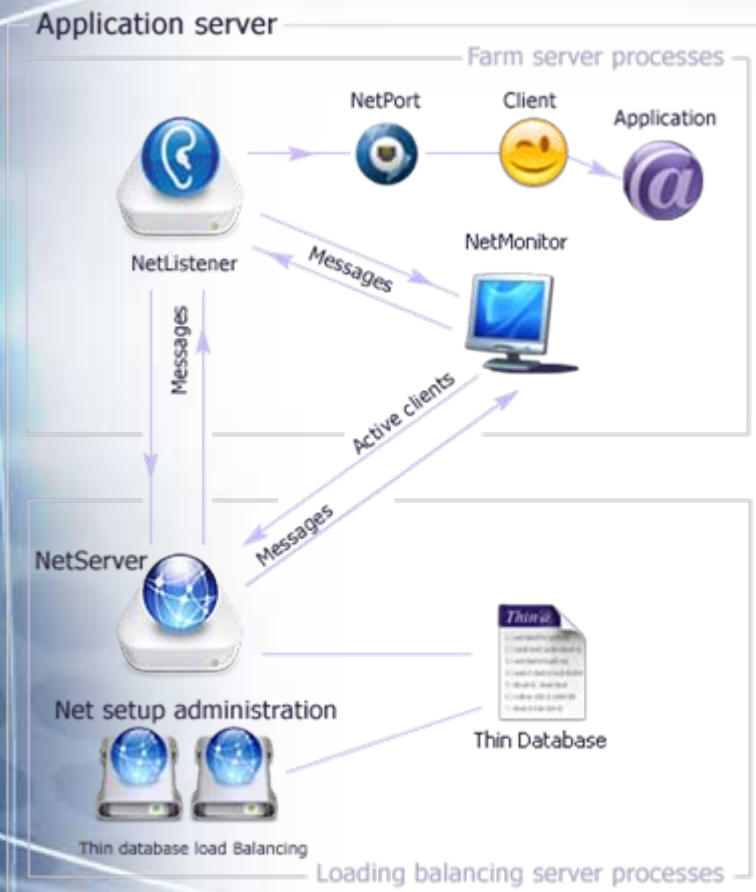 Application server
Farm server processes
NetPort
Client
Application
NetListener
Messages
NetMonitor
Messages
Active clients
Messages
NetServer
Thin@
Net setup administration
Thin Database
Thin database load Balancing
Loading balancing server processes